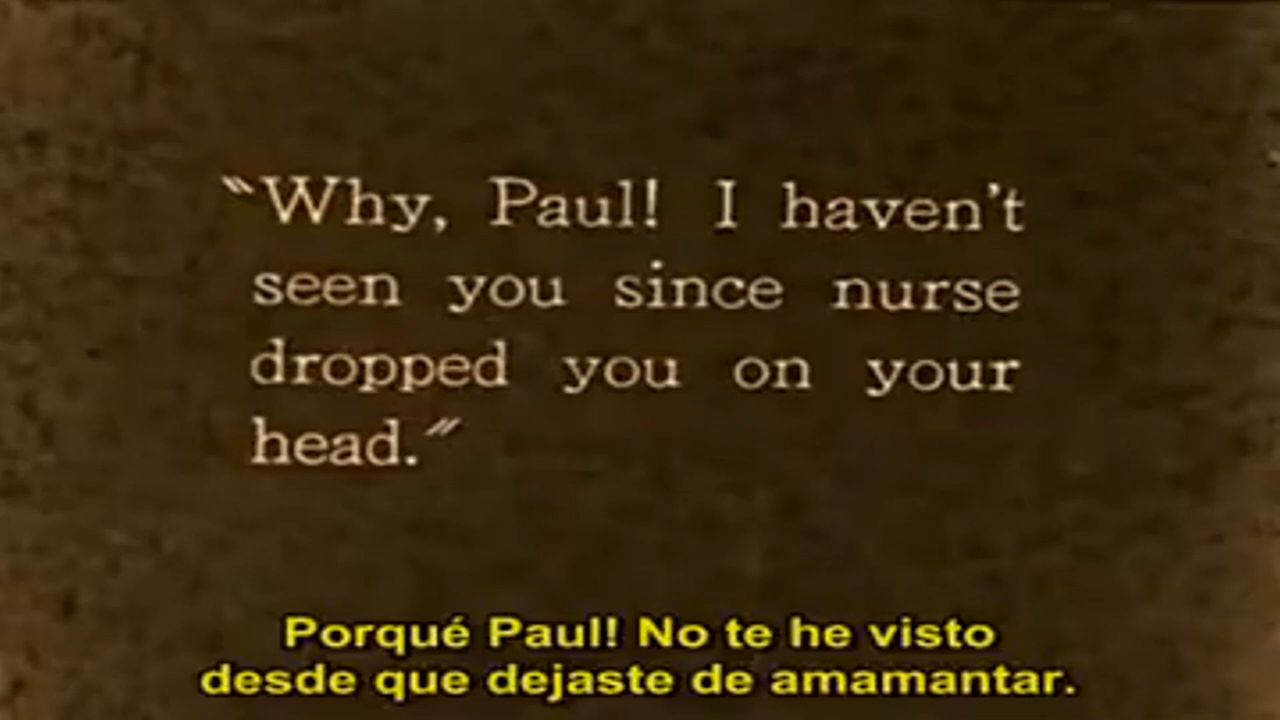 "Why, Paul! I haven't
seen you since nurse
dropped you on your
head."
Porqué Paul! No te he visto
desde que dejaste de amamantar.